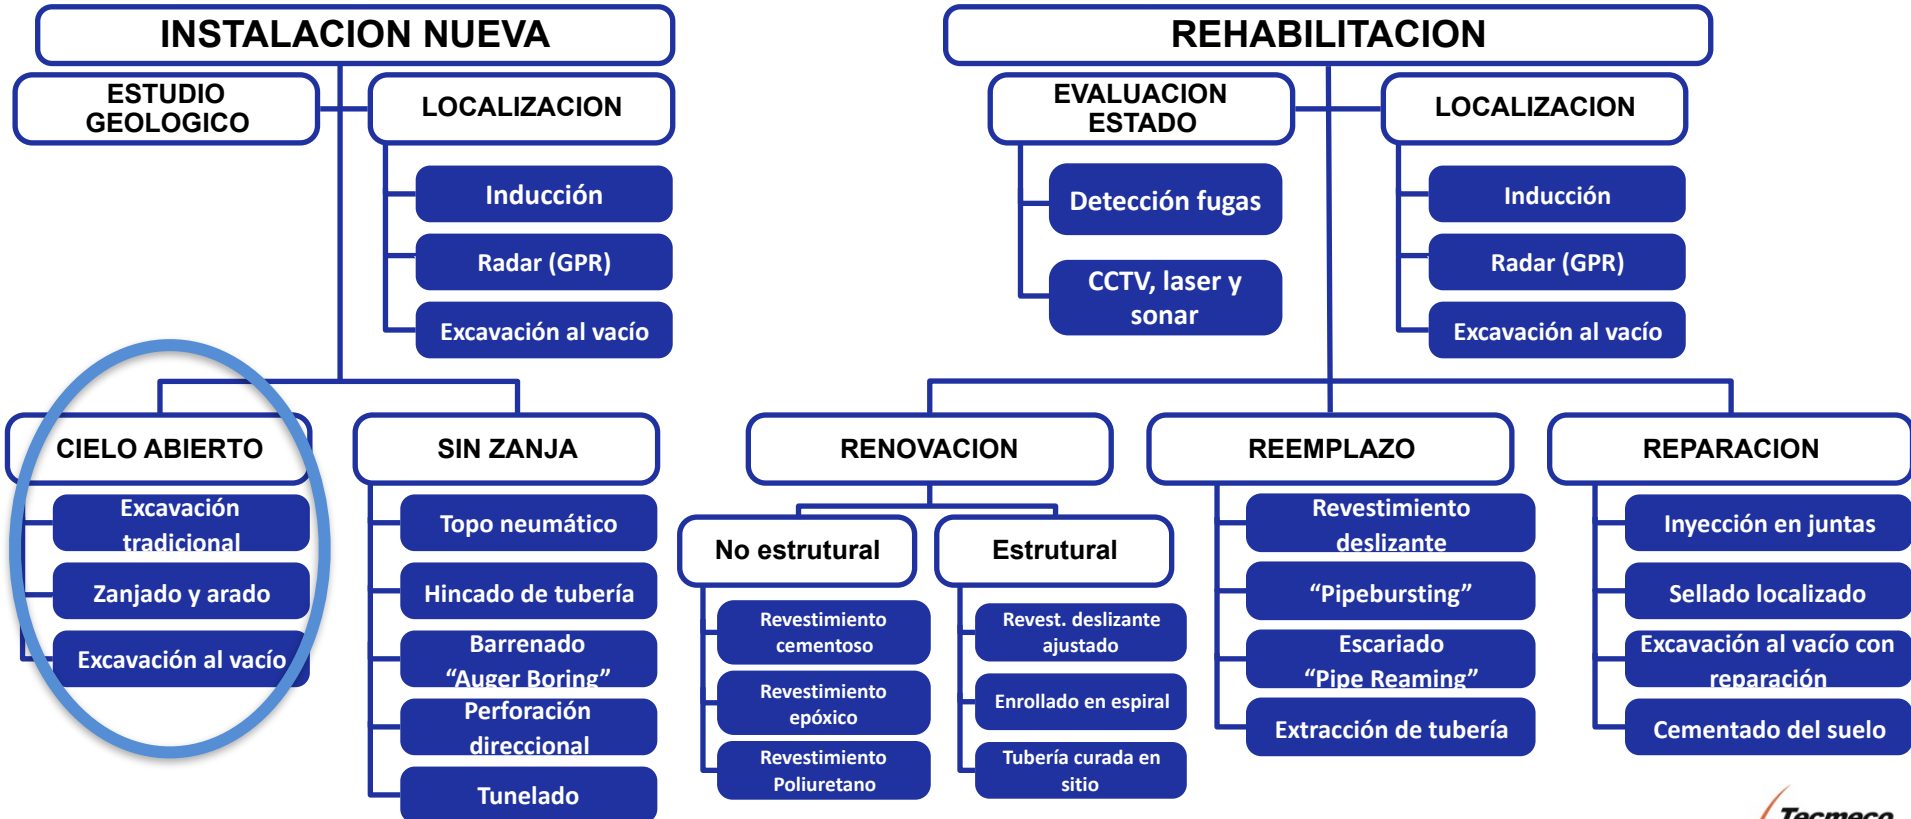 INSTALACION NUEVA
ESTUDIO
GEOLOGICO
LOCALIZACION
Inducción
Radar (GPR)
Excavación al vacío
CIELO ABIERTO
Excavación
tradicional
Zanjado y arado
Excavación al vacío
SIN ZANJA
Topo neumático
Hincado de tubería
Barrenado
“Auger Boring”
Perforación
direccional
Tunelado
REHABILITACION
EVALUACION
ESTADO
Detección fugas
CCTV, laser y
sonar
LOCALIZACION
Inducción
Radar (GPR)
Excavación al vacío
RENOVACION
No estrutural
Revestimiento
cementoso
Revestimiento
epóxico
Revestimiento
Poliuretano
Estrutural
Revest. deslizante
ajustado
Enrollado en espiral
Tubería curada en
sitio
REEMPLAZO
Revestimiento
deslizante
“Pipebursting”
Escariado
“Pipe Reaming”
Extracción de tubería
REPARACION
Inyección en juntas
Sellado localizado
Excavación al vacío con
reparación
Cementado del suelo
Tecmeco